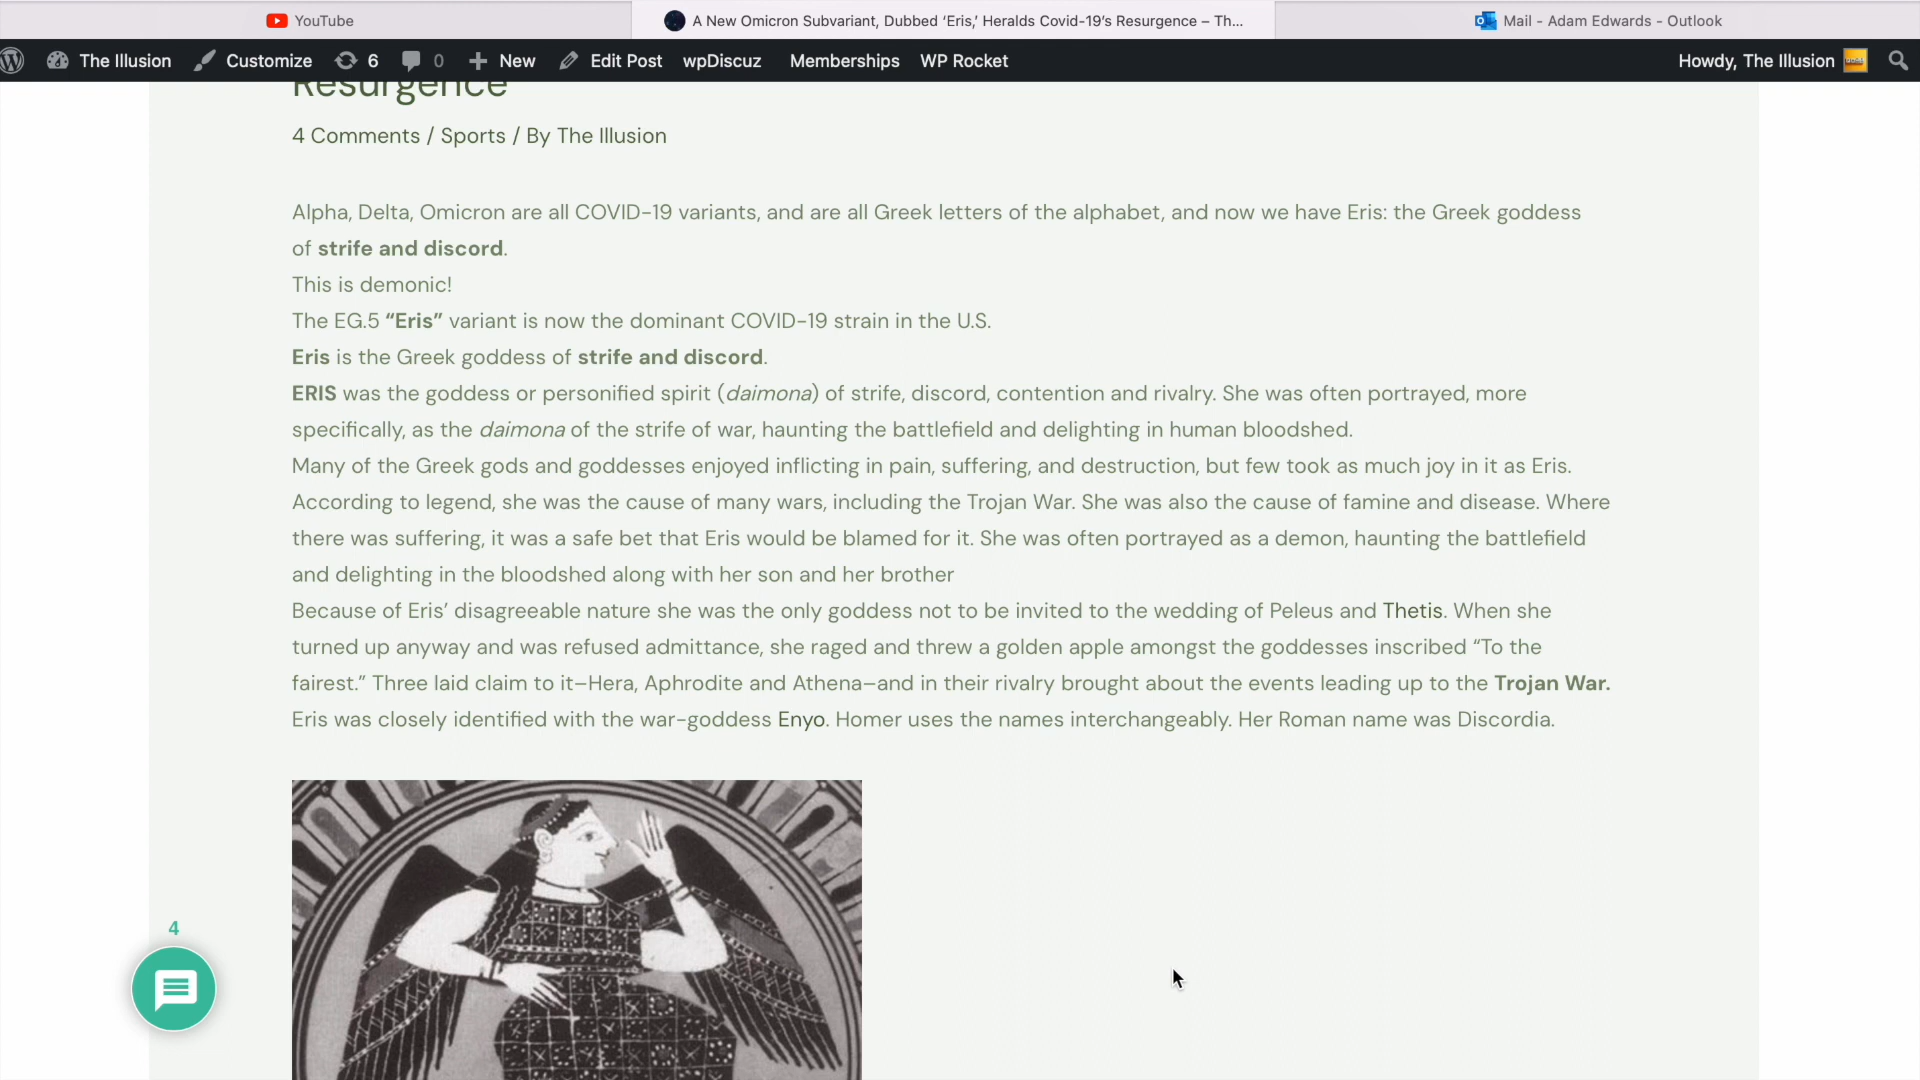 YouTube
A New Omicron Subvariant, Dubbed ‘Eris,’ Heralds Covid-19’s Resurgence – Th...
Mail - Adam Edwards - Outlook
The Illusion Customize 6 0 New Edit Post wpDiscuz Memberships WP Rocket Howdy, The Illusion
Resurgence
4 Comments / Sports / By The Illusion
Alpha, Delta, Omicron are all COVID-19 variants, and are all Greek letters of the alphabet, and now we have Eris: the Greek goddess
of strife and discord.
This is demonic!
The EG.5 “Eris” variant is now the dominant COVID-19 strain in the U.S.
Eris is the Greek goddess of strife and discord.
ERIS was the goddess or personified spirit (daimona) of strife, discord, contention and rivalry. She was often portrayed, more
specifically, as the daimona of the strife of war, haunting the battlefield and delighting in human bloodshed.
Many of the Greek gods and goddesses enjoyed inflicting in pain, suffering, and destruction, but few took as much joy in it as Eris.
According to legend, she was the cause of many wars, including the Trojan War. She was also the cause of famine and disease. Where
there was suffering, it was a safe bet that Eris would be blamed for it. She was often portrayed as a demon, haunting the battlefield
and delighting in the bloodshed along with her son and her brother
Because of Eris’ disagreeable nature she was the only goddess not to be invited to the wedding of Peleus and Thetis. When she
turned up anyway and was refused admittance, she raged and threw a golden apple amongst the goddesses inscribed “To the
fairest.” Three laid claim to it–Hera, Aphrodite and Athena–and in their rivalry brought about the events leading up to the Trojan War.
Eris was closely identified with the war-goddess Enyo. Homer uses the names interchangeably. Her Roman name was Discordia.
4